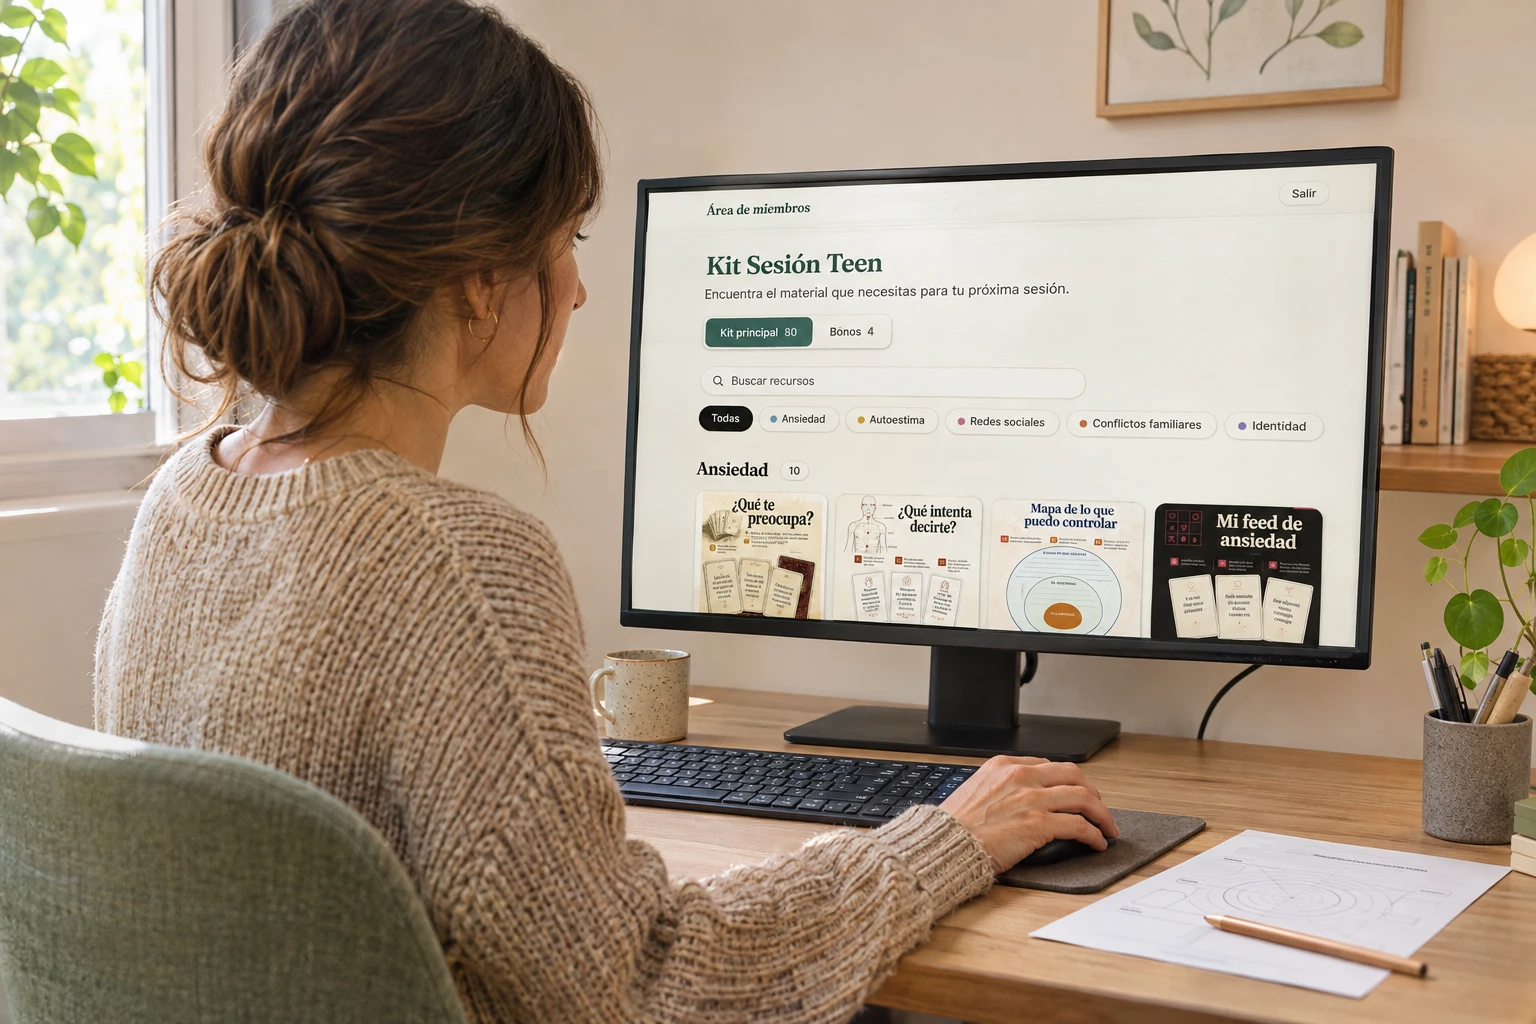 Área de miembros
Salir
Kit Sesión Teen
Encuentra el material que necesitas para tu próxima sesión.
Kit principal 80
Bonos 4
Buscar recursos
Todas
Ansiedad
Autoestima
Redes sociales
Conflictos familiares
Identidad
Ansiedad 10
¿Qué te
preocupa?
¿Qué intenta
decirte?
Mapa de lo que
puedo controlar
Mi feed de
ansiedad